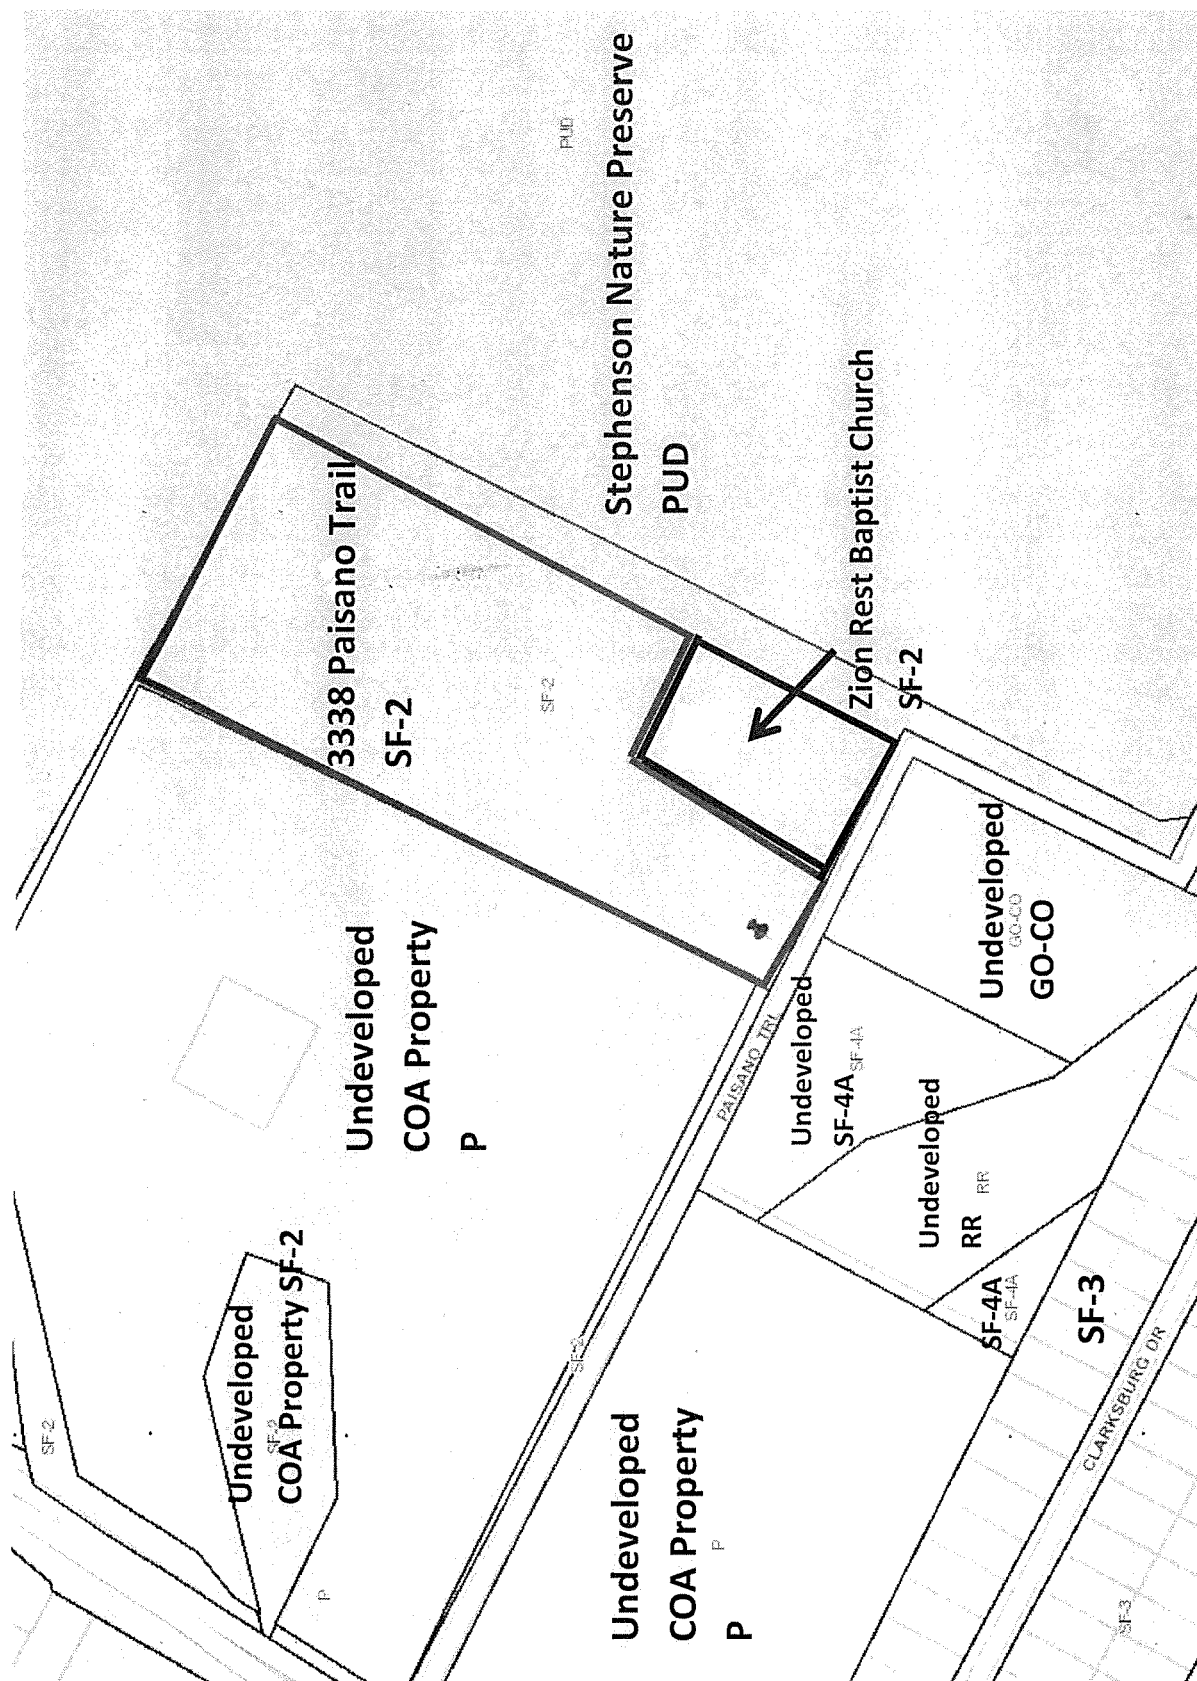 PUD
Stephenson Nature Preserve
PUD
3338 Paisano Trail
SF-2
SF-2
Zion Rest Baptist Church
SF-2
Undeveloped
COA Property
P
Undeveloped
GO-CO
GO-CO
PAISANO TRL
Undeveloped
SF-4A
SF-4A
Undeveloped
RR
RR
SF-2
Undeveloped
SF-2
COA Property SF-2
P
SF-2
Undeveloped
COA Property
P
P
SF-4A
SF-4A
SF-3
CLARKSBURG DR
SF-3